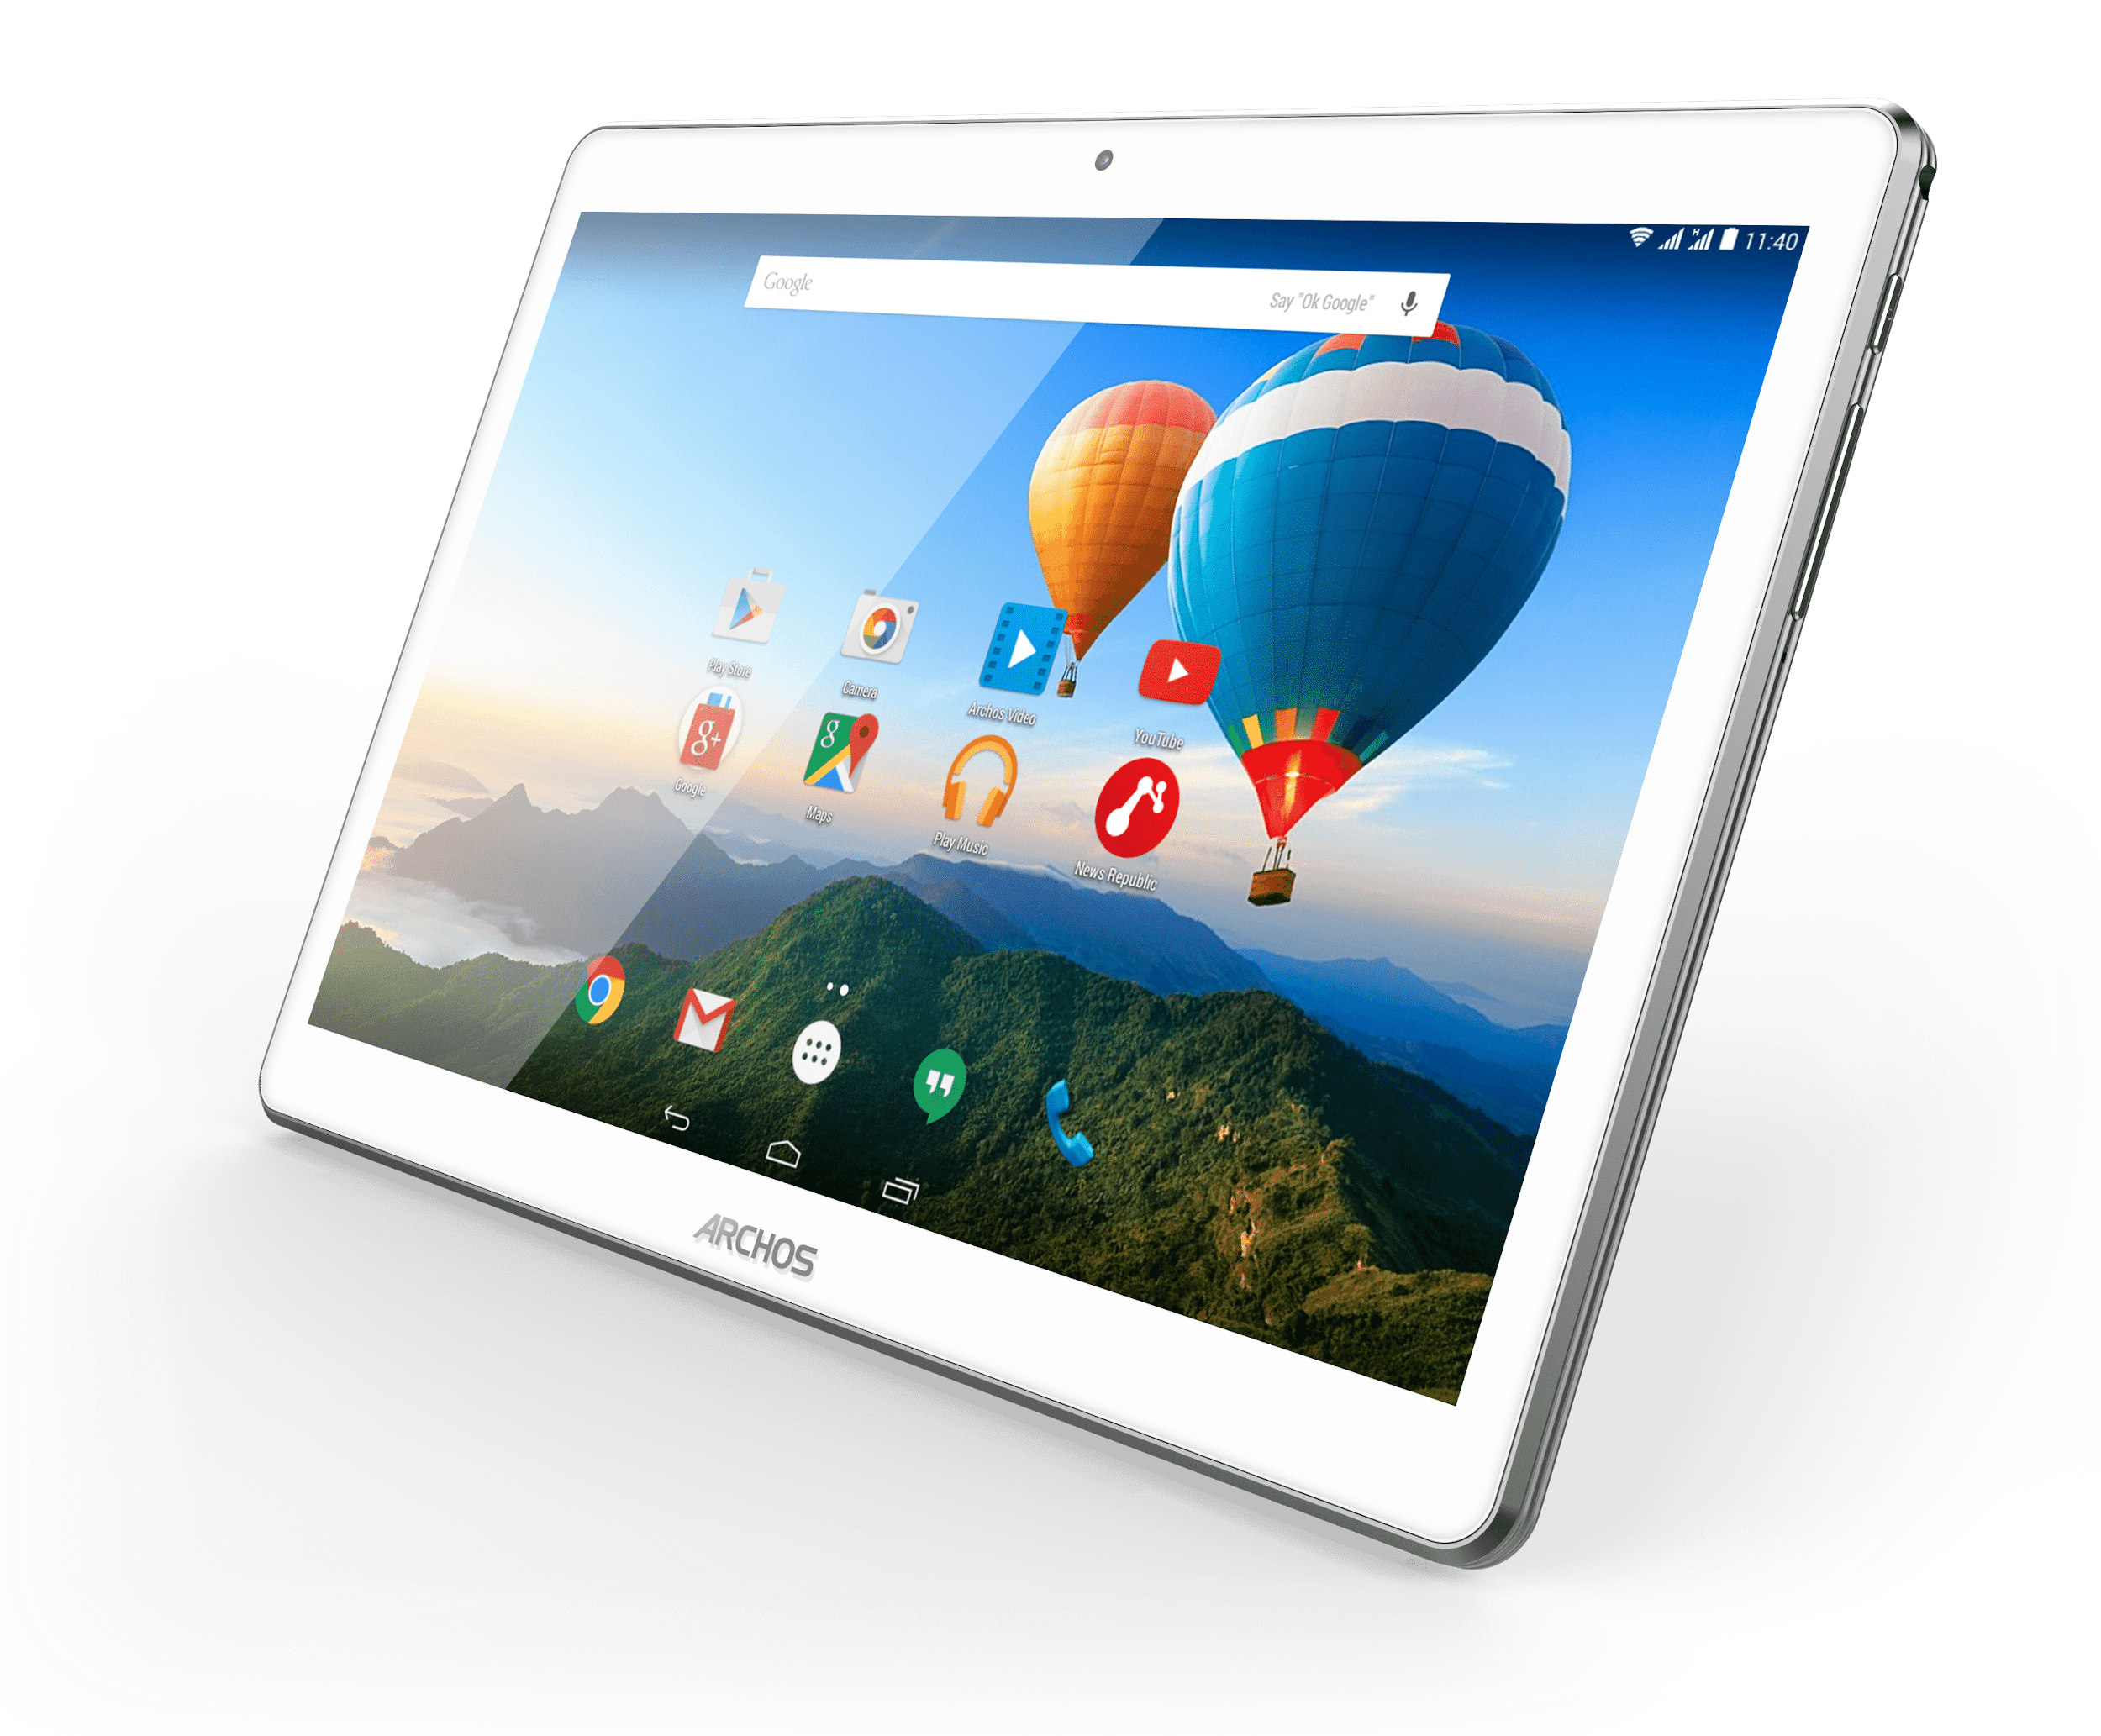 11:40
Google
Say "Ok Google"
Play Store
Camera
Archos Video
YouTube
g+
g
Google
Maps
Play Music
News Republic
ARCHOS